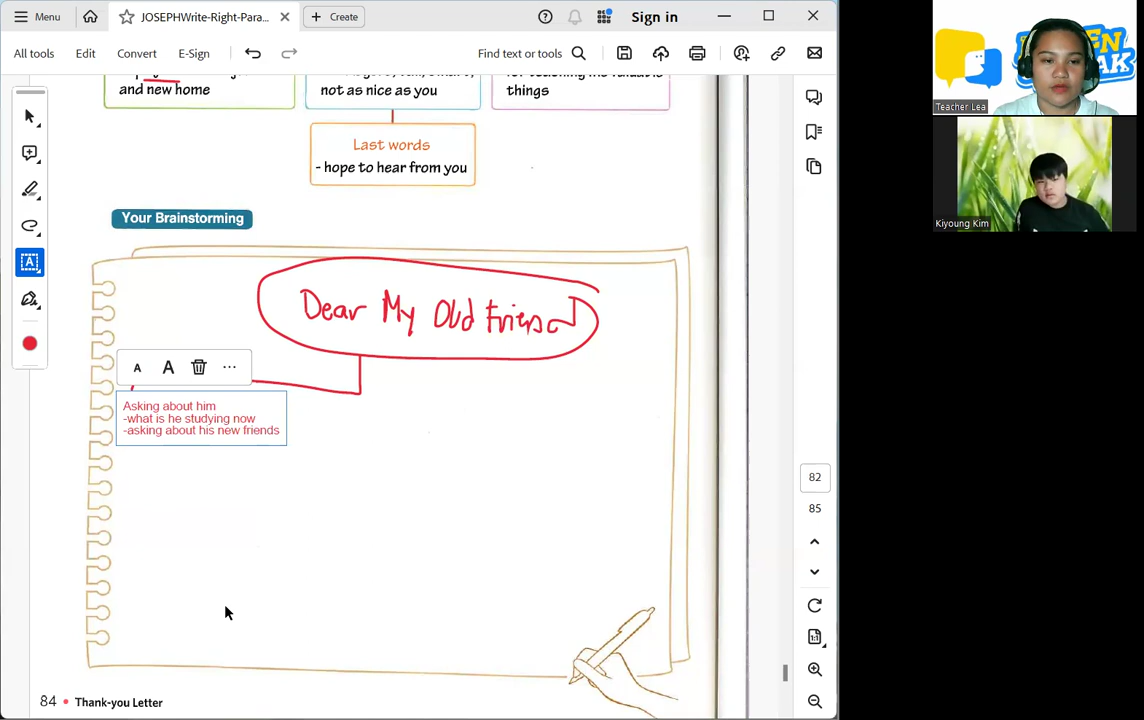 Menu
JOSEPHWrite-Right-Para...
Create
Sign in
All tools
Edit
Convert
E-Sign
Find text or tools
and new home
not as nice as you
things
Last words
- hope to hear from you
Your Brainstorming
Dear My Old Friend
A A
Asking about him
-what is he studying now
-asking about his new friends
82
85
84 • Thank-you Letter
Teacher Lea
Kiyoung Kim